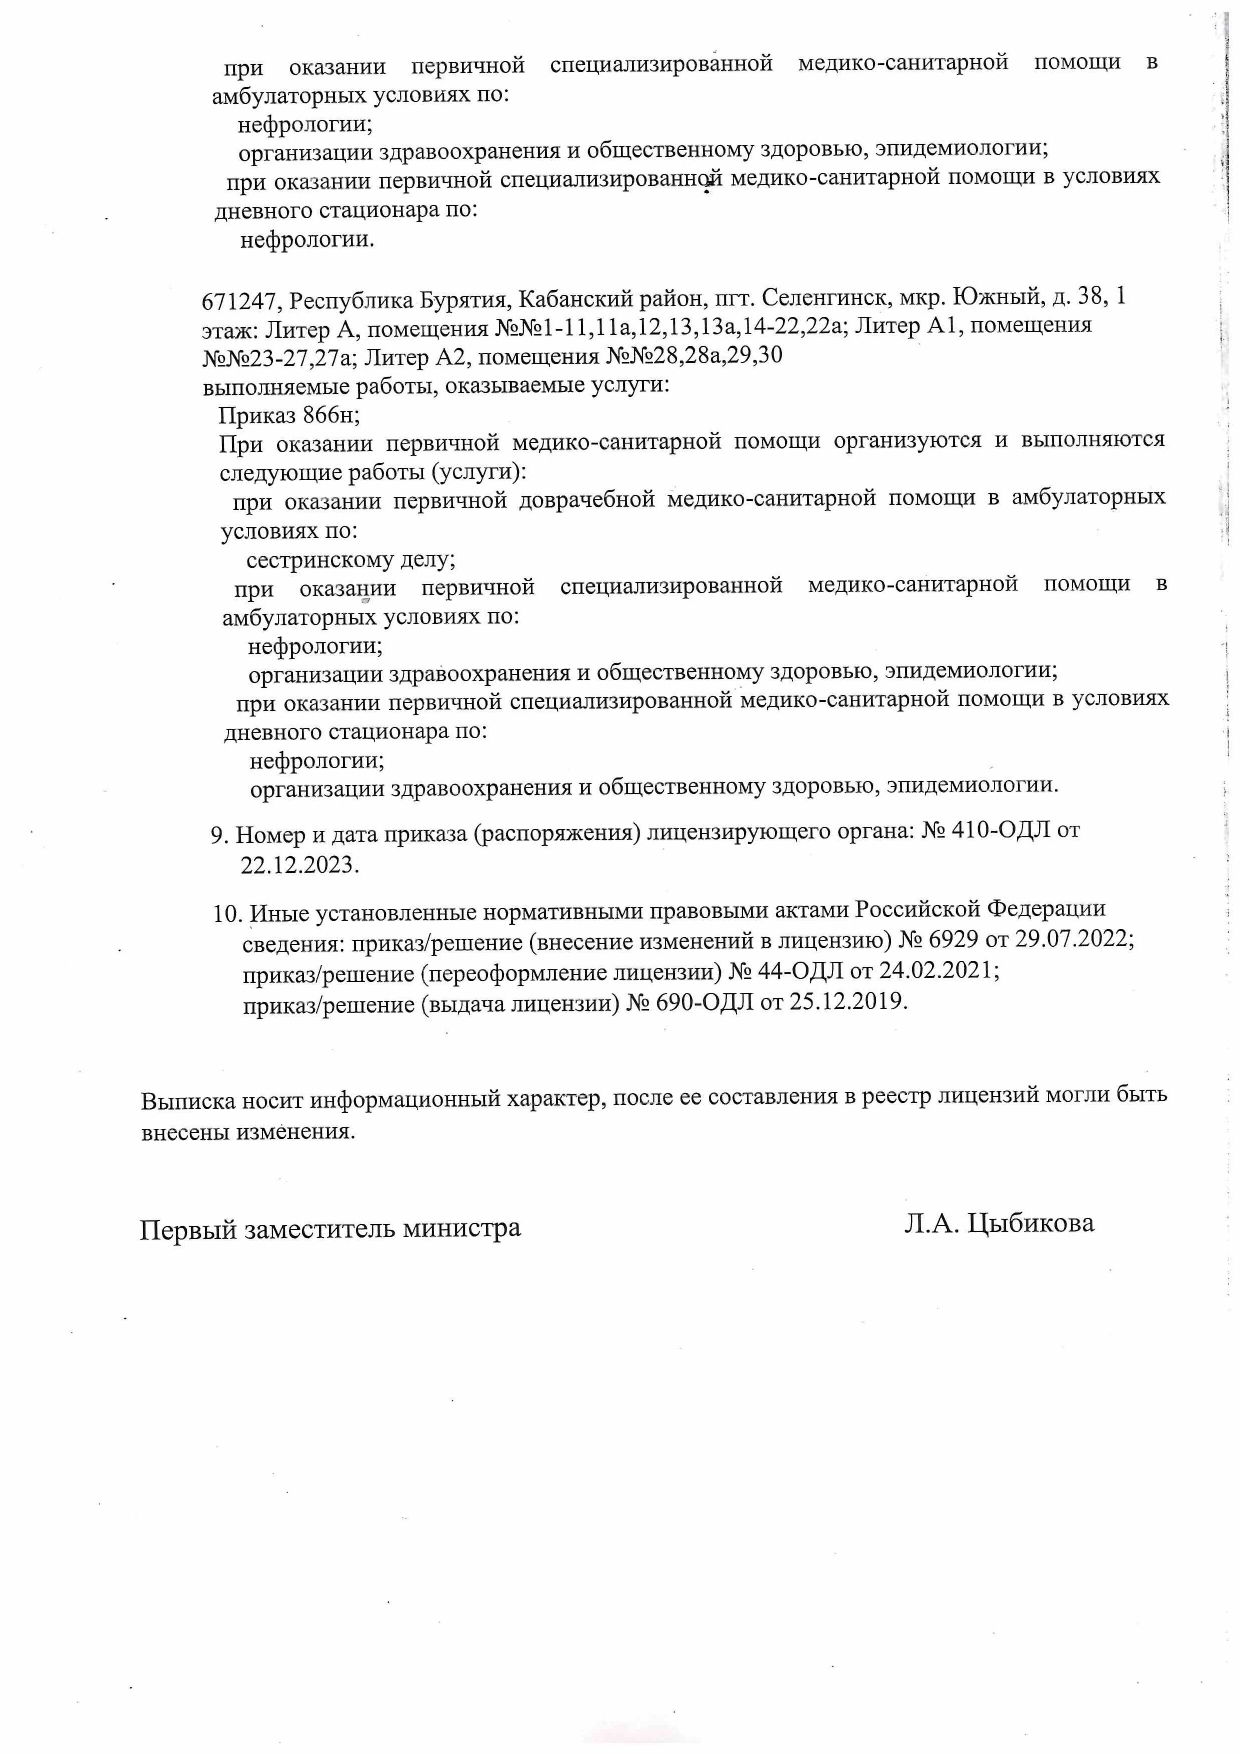 при оказании первичной специализированной медико-санитарной помощи в
амбулаторных условиях по:
нефрологии;
организации здравоохранения и общественному здоровью, эпидемиологии;
при оказании первичной специализированной медико-санитарной помощи в условиях
дневного стационара по:
нефрологии.
671247, Республика Бурятия, Кабанский район, пгт. Селенгинск, мкр. Южный, д. 38, 1
этаж: Литер А, помещения №№1-11,11а,12,13,13а,14-22,22а; Литер А1, помещения
№№23-27,27а; Литер А2, помещения №№28,28а,29,30
выполняемые работы, оказываемые услуги:
Приказ 866н;
При оказании первичной медико-санитарной помощи организуются и выполняются
следующие работы (услуги):
при оказании первичной доврачебной медико-санитарной помощи в амбулаторных
условиях по:
сестринскому делу;
при оказании первичной специализированной медико-санитарной помощи в
амбулаторных условиях по:
нефрологии;
организации здравоохранения и общественному здоровью, эпидемиологии;
при оказании первичной специализированной медико-санитарной помощи в условиях
дневного стационара по:
нефрологии;
организации здравоохранения и общественному здоровью, эпидемиологии.
9. Номер и дата приказа (распоряжения) лицензирующего органа: № 410-ОДЛ от
22.12.2023.
10. Иные установленные нормативными правовыми актами Российской Федерации
сведения: приказ/решение (внесение изменений в лицензию) № 6929 от 29.07.2022;
приказ/решение (переоформление лицензии) № 44-ОДЛ от 24.02.2021;
приказ/решение (выдача лицензии) № 690-ОДЛ от 25.12.2019.
Выписка носит информационный характер, после ее составления в реестр лицензий могли быть
внесены изменения.
Первый заместитель министра Л.А. Цыбикова